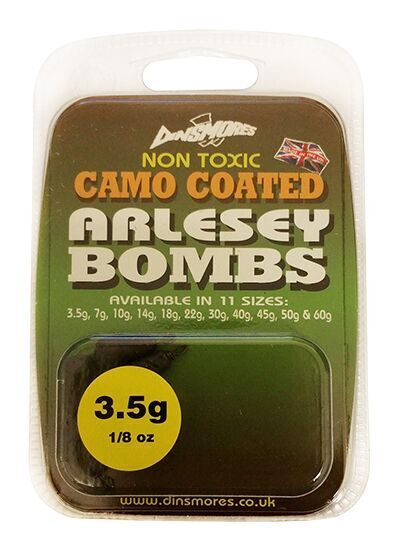 DINSMORES
NON TOXIC
CAMO COATED
ARLESEY
BOMBS
AVAILABLE IN 11 SIZES:
3.5g, 7g, 10g, 14g, 18g, 22g, 30g, 40g, 45g, 50g & 60g
3.5g
1/8 oz
www.dinsmores.co.uk